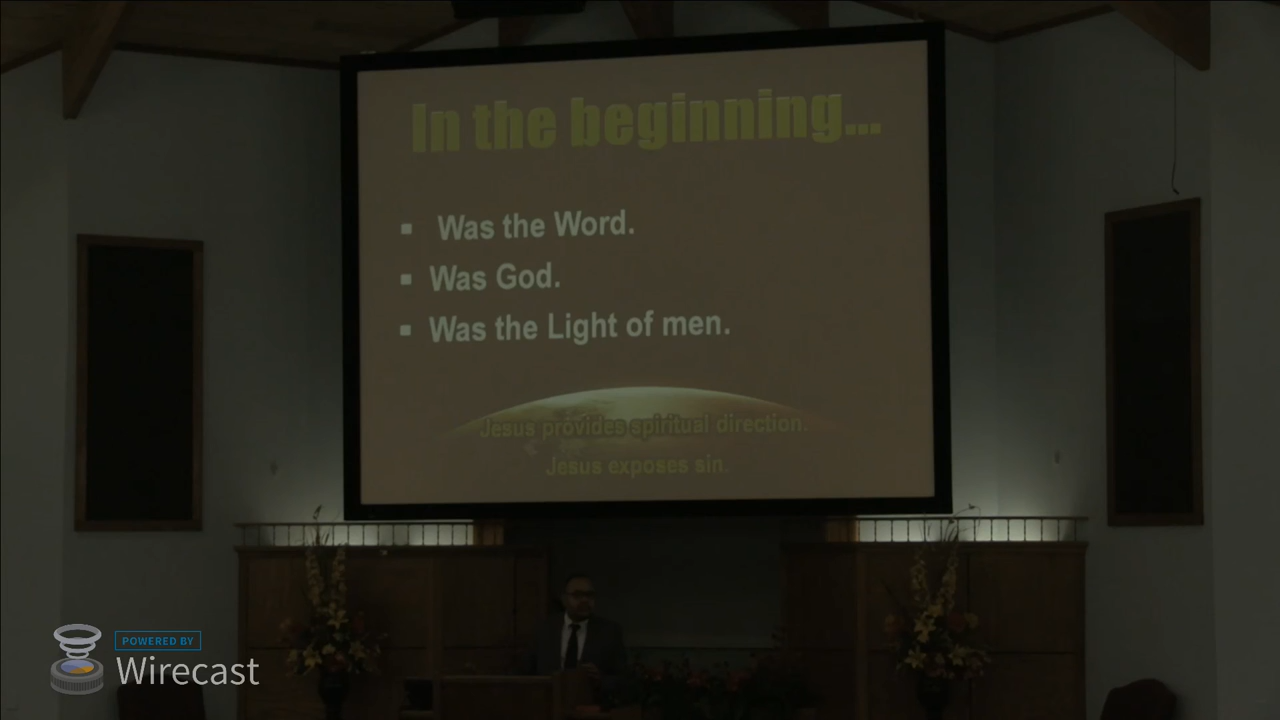 In the beginning...
▪ Was the Word.
▪ Was God.
▪ Was the Light of men.
Jesus provides spiritual direction.
Jesus exposes sin.
POWERED BY
Wirecast